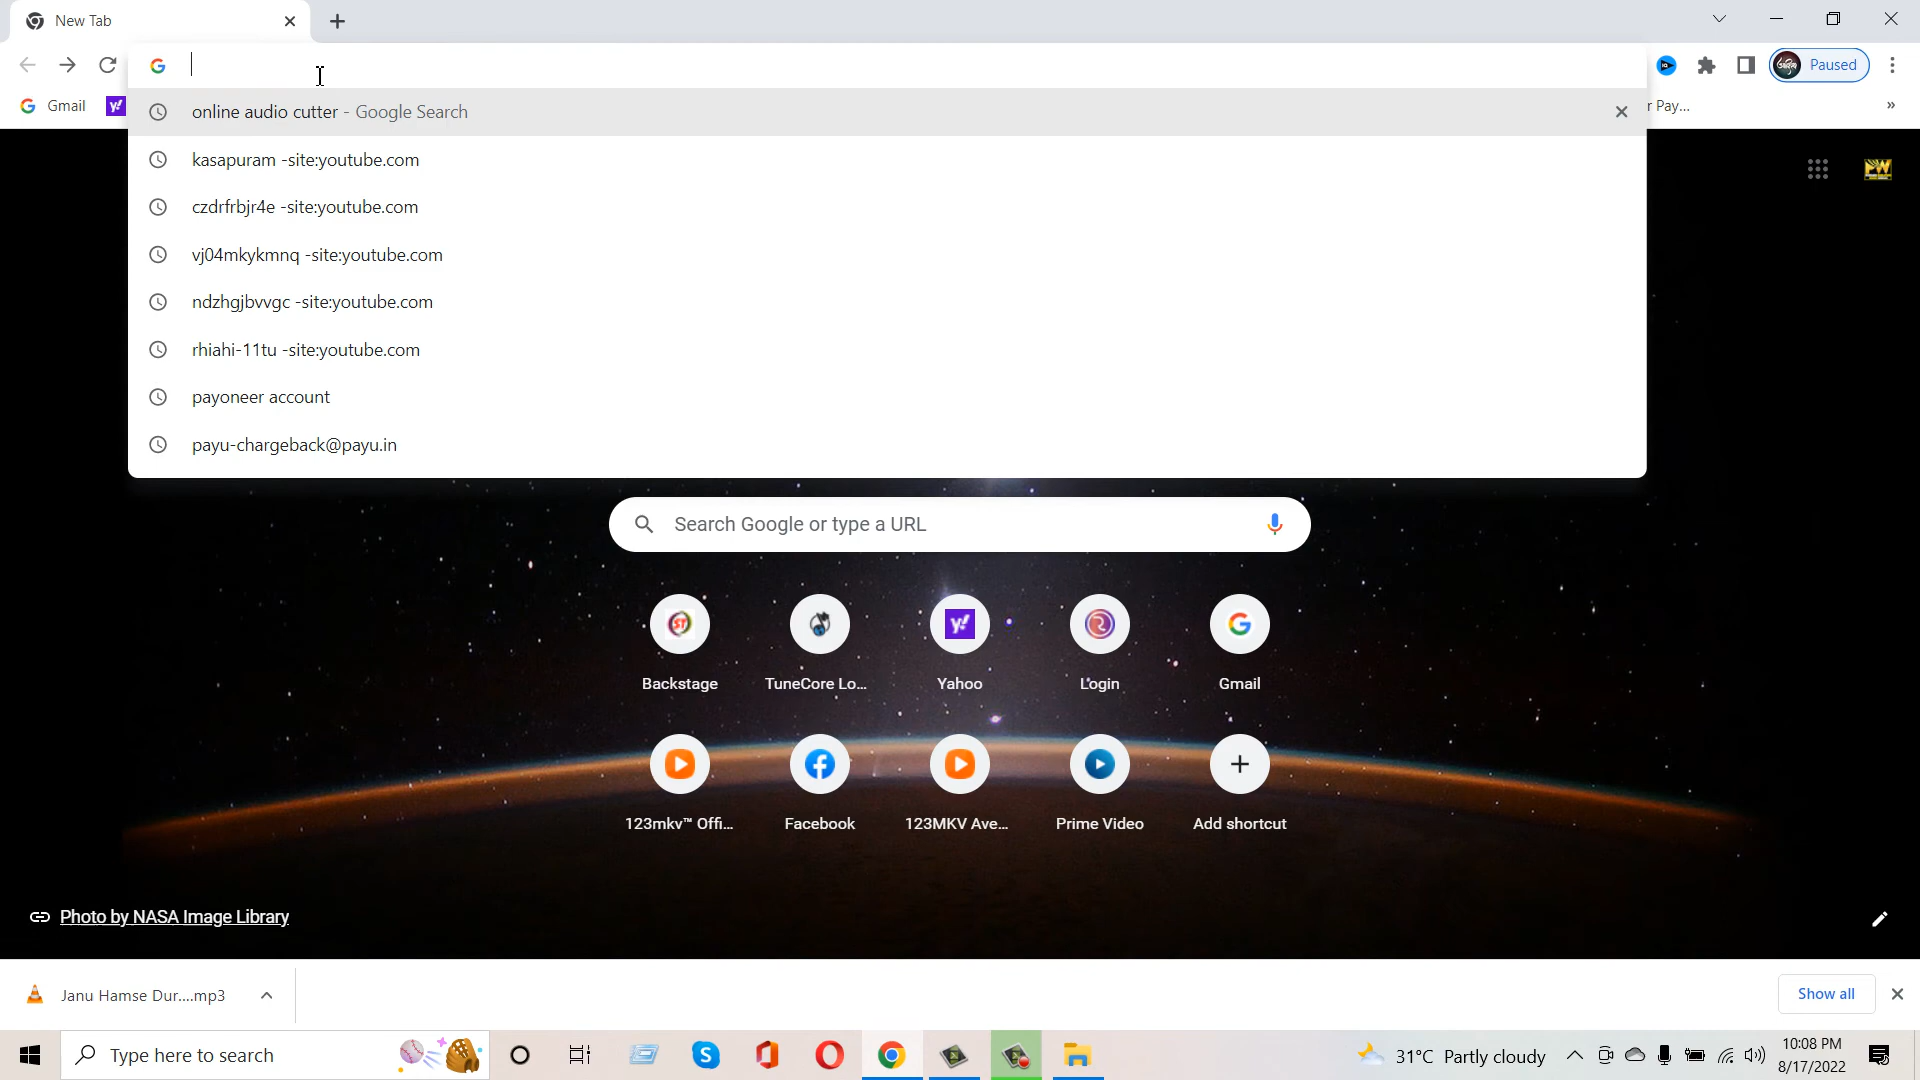 New Tab
Paused
Gmail
r Pay...
»
online audio cutter - Google Search
kasapuram -site:youtube.com
czdrfrbjr4e -site:youtube.com
vj04mkykmnq -site:youtube.com
ndzhgjbvvgc -site:youtube.com
rhiahi-11tu -site:youtube.com
payoneer account
payu-chargeback@payu.in
Search Google or type a URL
Backstage
TuneCore Lo...
Yahoo
Login
Gmail
123mkv™ Offi...
Facebook
123MKV Ave...
Prime Video
Add shortcut
Photo by NASA Image Library
Janu Hamse Dur....mp3
Show all
Type here to search
31°C Partly cloudy
10:08 PM
8/17/2022